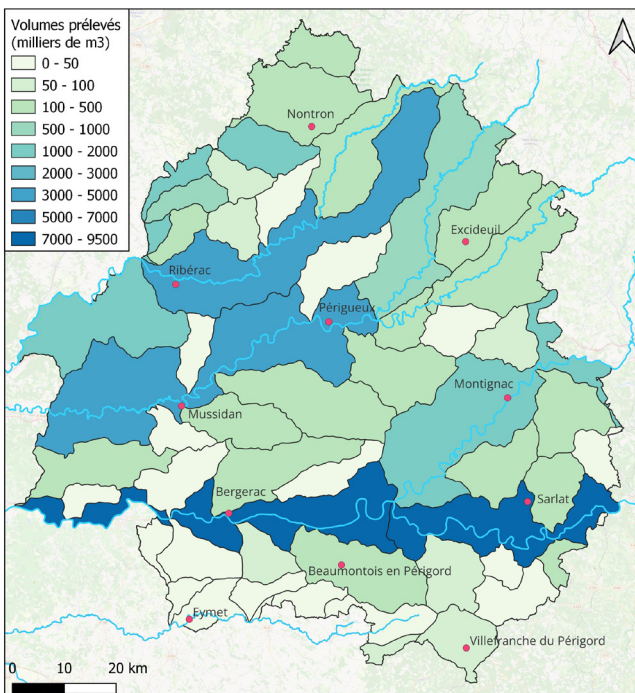 Volumes prélevés
(milliers de m3)
0 - 50
50 - 100
100 - 500
500 - 1000
1000 - 2000
2000 - 3000
3000 - 5000
5000 - 7000
7000 - 9500
Nontron
Excideuil
Ribérac
Périgueux
Montignac
Mussidan
Bergerac
Sarlat
Beaumontois en Périgord
Eymet
Villefranche du Périgord
0 10 20 km